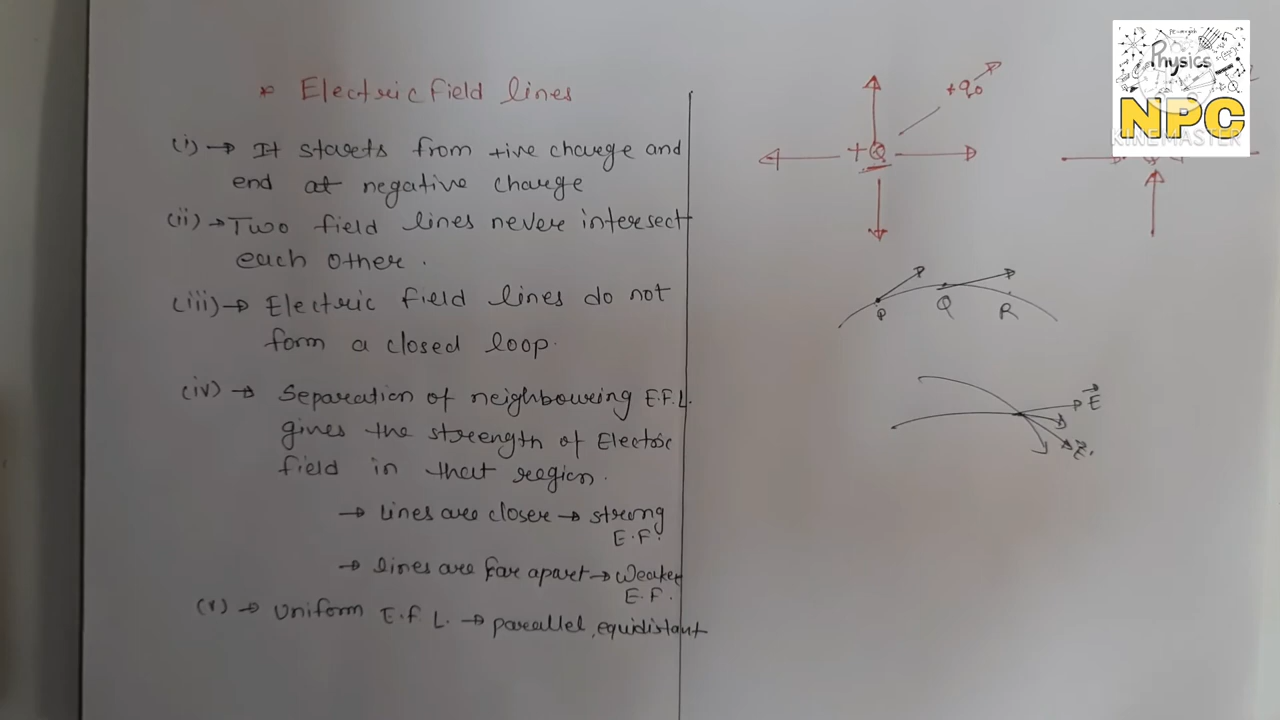 * Electric field lines
(i) → It starts from +ive charge and
end at negative charge
(ii) → Two field lines never intersect
each other.
(iii) → Electric field lines do not
form a closed loop.
(iv) → Separation of neighbouring E.F.L.
gives the strength of Electric
field in that region.
→ lines are closer → strong
E.F.
→ lines are far apart → weaker
E.F.
(v) → Uniform E.f. L. → parallel, equidistant
+q₀
+Q
P Q R
E
E.
Physics
NPC
KINEMASTER